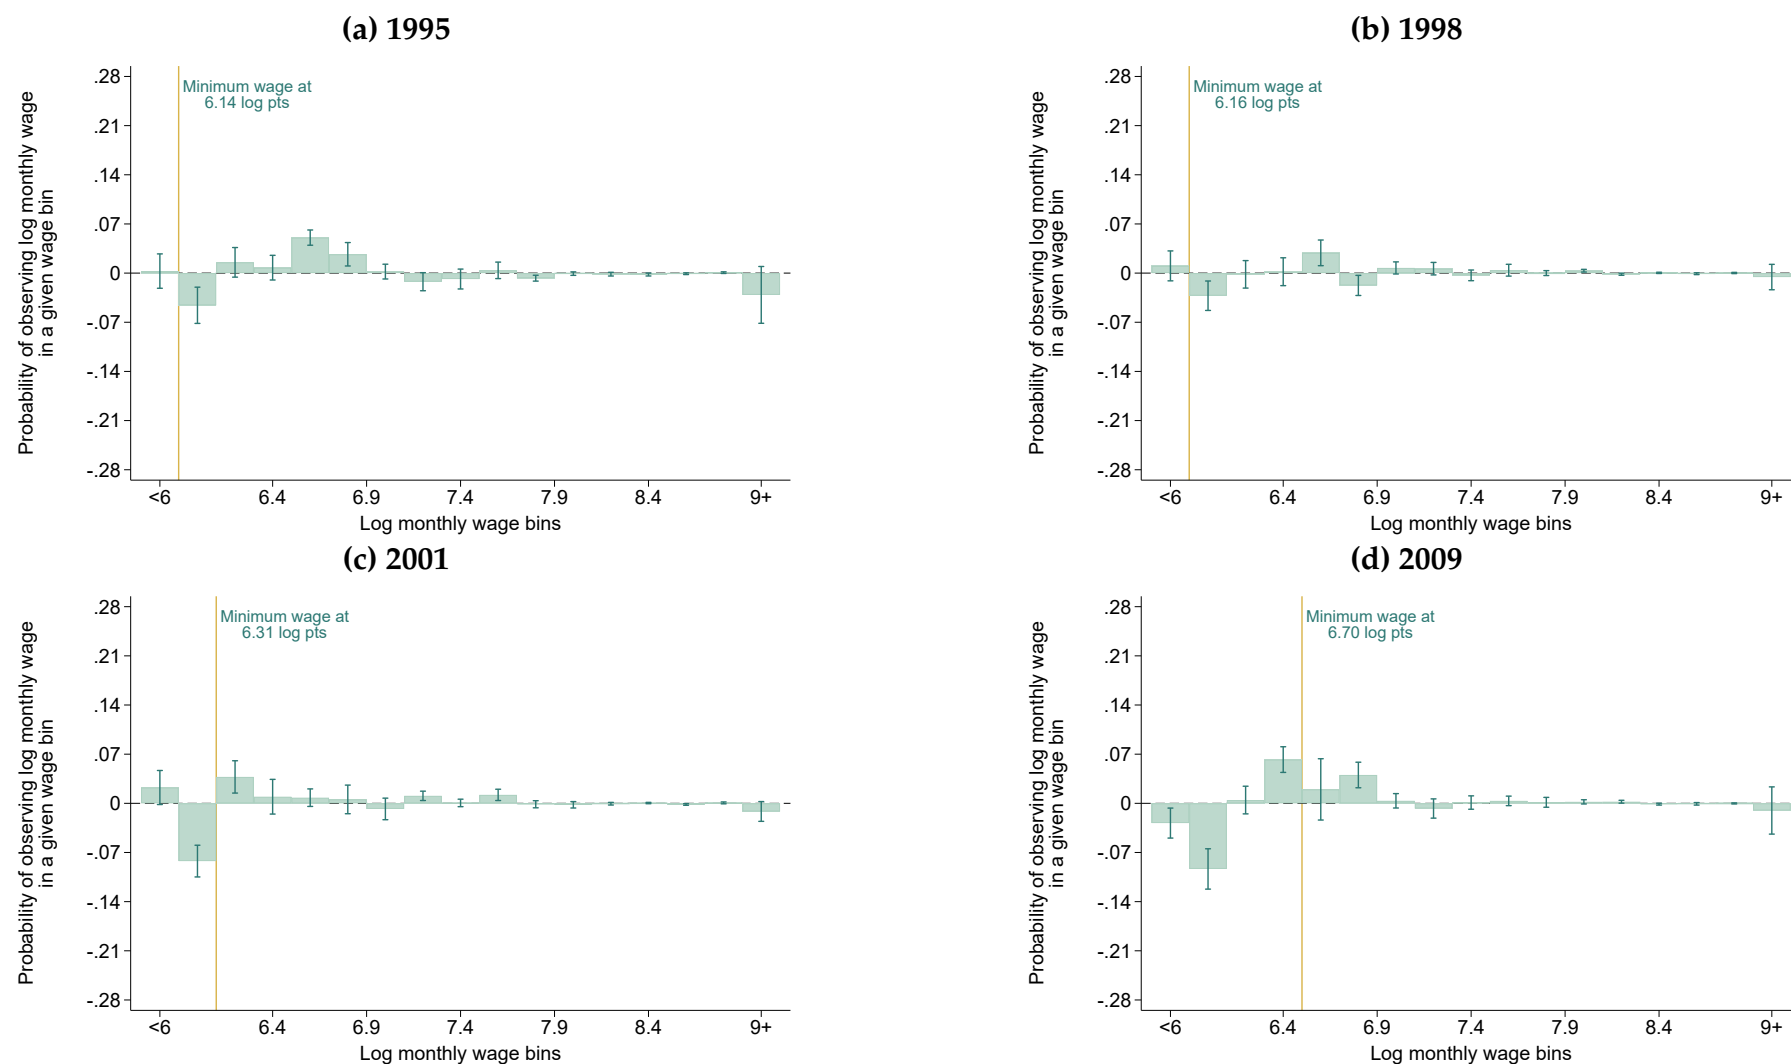 (a) 1995
Probability of observing log monthly wage
in a given wage bin
.28
.21
.14
.07
0
-.07
-.14
-.21
-.28
Minimum wage at
6.14 log pts
<6 6.4 6.9 7.4 7.9 8.4 9+
Log monthly wage bins
(b) 1998
Probability of observing log monthly wage
in a given wage bin
.28
.21
.14
.07
0
-.07
-.14
-.21
-.28
Minimum wage at
6.16 log pts
<6 6.4 6.9 7.4 7.9 8.4 9+
Log monthly wage bins
(c) 2001
Probability of observing log monthly wage
in a given wage bin
.28
.21
.14
.07
0
-.07
-.14
-.21
-.28
Minimum wage at
6.31 log pts
<6 6.4 6.9 7.4 7.9 8.4 9+
Log monthly wage bins
(d) 2009
Probability of observing log monthly wage
in a given wage bin
.28
.21
.14
.07
0
-.07
-.14
-.21
-.28
Minimum wage at
6.70 log pts
<6 6.4 6.9 7.4 7.9 8.4 9+
Log monthly wage bins